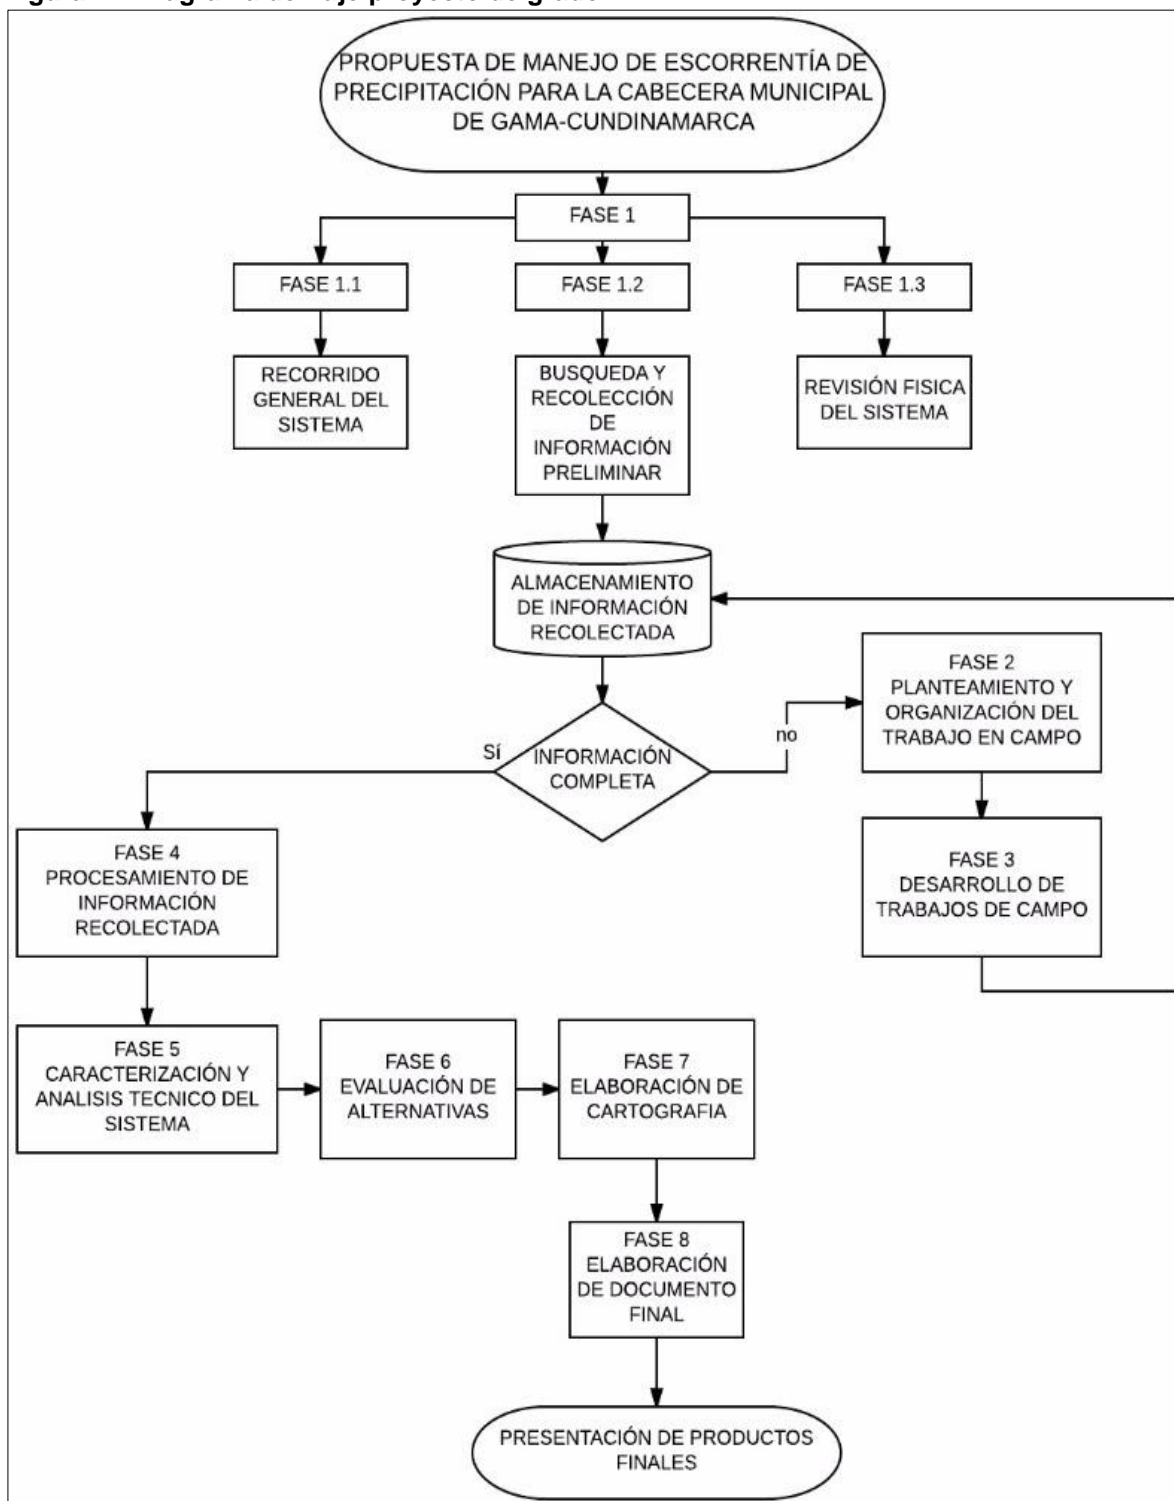 PROPUESTA DE MANEJO DE ESCORRENTÍA DE
PRECIPITACIÓN PARA LA CABECERA MUNICIPAL
DE GAMA-CUNDINAMARCA
FASE 1
FASE 1.1
FASE 1.2
FASE 1.3
RECORRIDO
GENERAL DEL
SISTEMA
BUSQUEDA Y
RECOLECCIÓN
DE
INFORMACIÓN
PRELIMINAR
REVISIÓN FISICA
DEL SISTEMA
ALMACENAMIENTO
DE INFORMACIÓN
RECOLECTADA
INFORMACIÓN
COMPLETA
Sí
no
FASE 2
PLANTEAMIENTO Y
ORGANIZACIÓN DEL
TRABAJO EN CAMPO
FASE 3
DESARROLLO DE
TRABAJOS DE CAMPO
FASE 4
PROCESAMIENTO DE
INFORMACIÓN
RECOLECTADA
FASE 5
CARACTERIZACIÓN Y
ANALISIS TECNICO DEL
SISTEMA
FASE 6
EVALUACIÓN DE
ALTERNATIVAS
FASE 7
ELABORACIÓN DE
CARTOGRAFIA
FASE 8
ELABORACIÓN
DE DOCUMENTO
FINAL
PRESENTACIÓN DE PRODUCTOS
FINALES